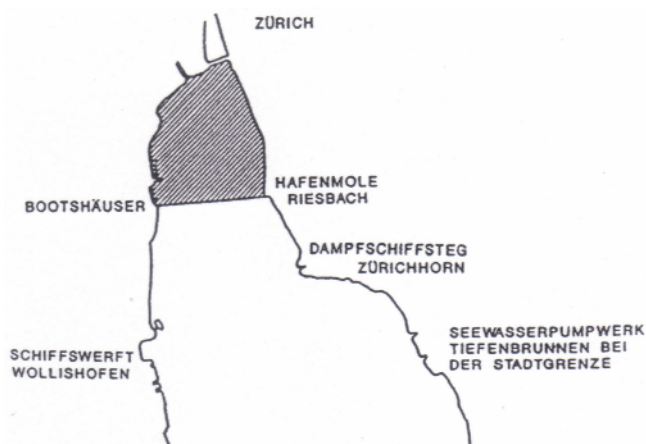 ZÜRICH
HAFENMOLE
RIESBACH
BOOTSHÄUSER
DAMPFSCHIFFSTEG
ZÜRICHHORN
SEEWASSERPUMPWERK
TIEFENBRUNNEN BEI
DER STADTGRENZE
SCHIFFSWERFT
WOLLISHOFEN